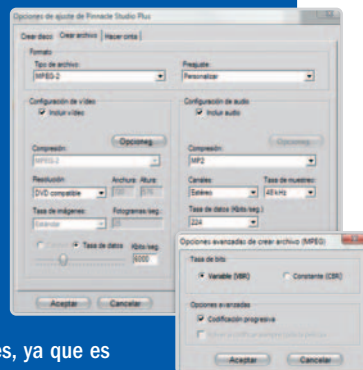 Opciones de ajuste de Pinnacle Studio Plus
Crear disco Crear archivo Hacer cinta
Formato
Tipo de archivo: Preajuste:
MPEG-2 Personalizar
Configuración de vídeo Configuración de audio
Incluir vídeo Incluir audio
Opciones... Opciones...
Compresión: Compresión:
MPEG-2 MP2
Resolución: Anchura: Altura: Canales: Tasa de muestreo:
DVD compatible Estéreo 48 kHz
Tasa de imágenes: Fotogramas/seg.: Tasa de datos (Kbits/seg.)
Estándar 25 224
Tasa de datos Kbits/seg.
6000
Aceptar Cancelar
Opciones avanzadas de crear archivo (MPEG)
Tasa de bits
Variable (VBR) Constante (CBR)
Opciones avanzadas
Codificación progresiva
Aceptar Cancelar
es, ya que es